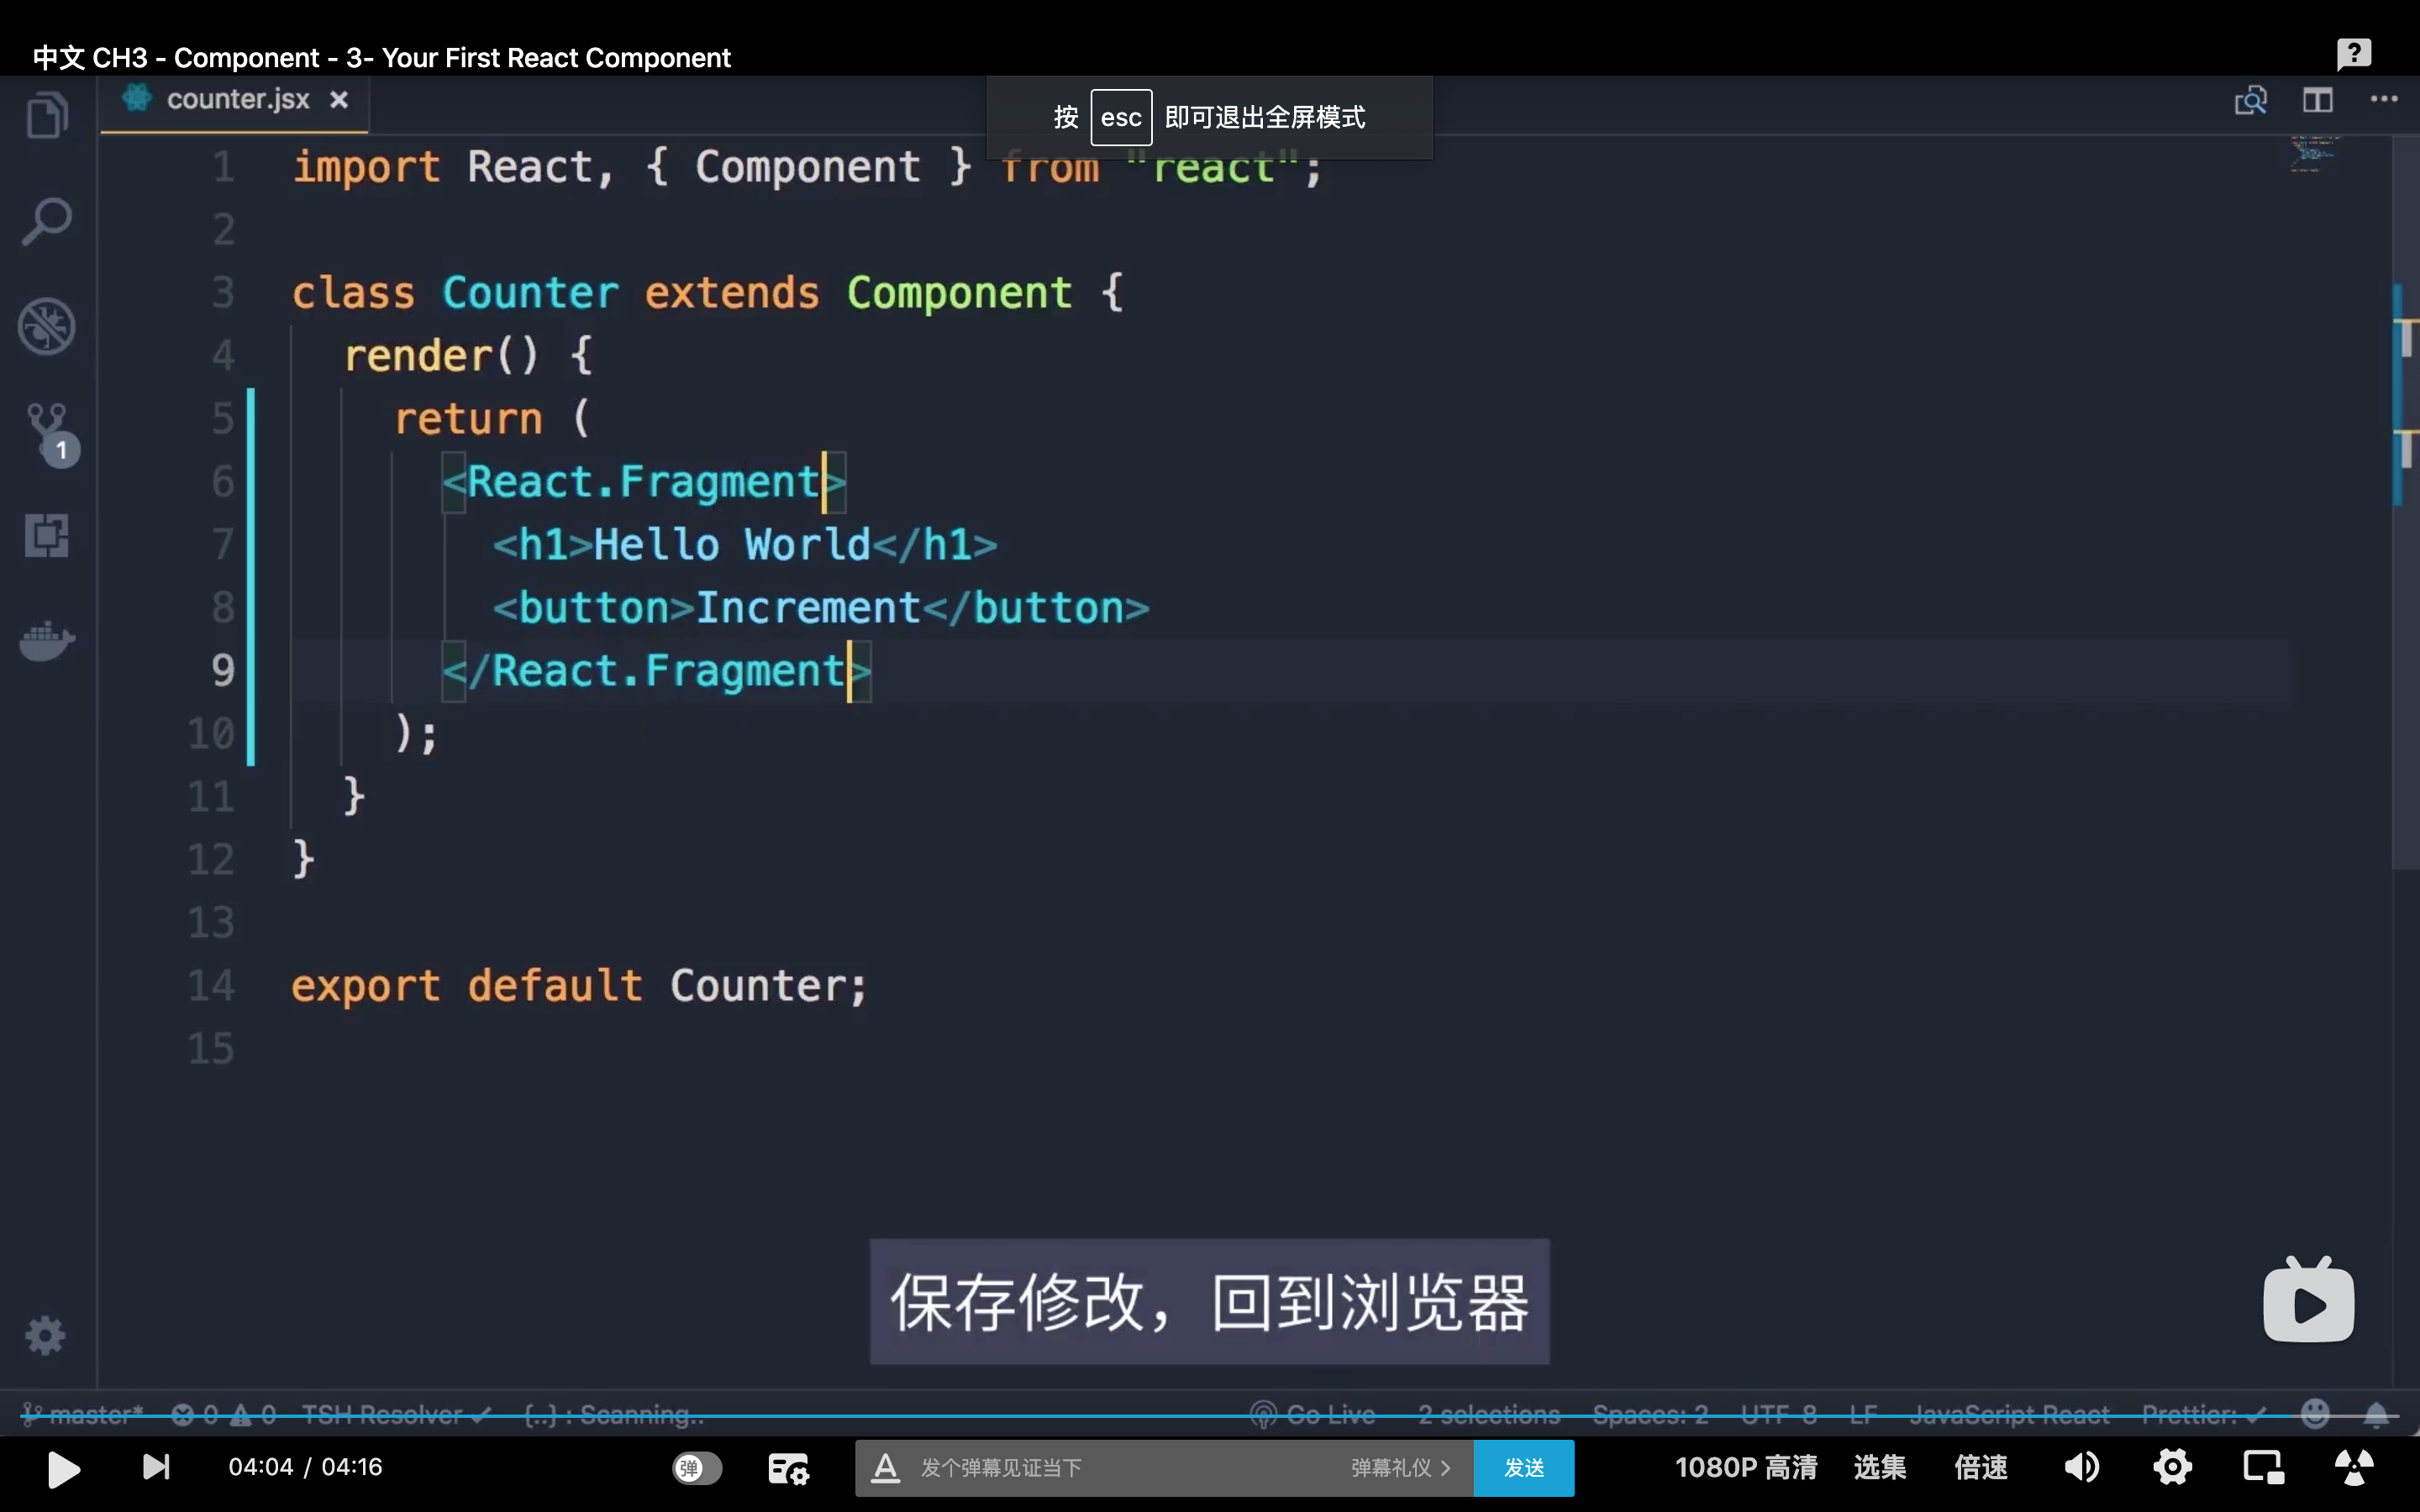 中文 CH3 - Component - 3- Your First React Component
counter.jsx
按 esc 即可退出全屏模式
1 import React, { Component } from "react";
2
3 class Counter extends Component {
4 render() {
5 return (
6 <React.Fragment>
7 <h1>Hello World</h1>
8 <button>Increment</button>
9 </React.Fragment>
10 );
11 }
12 }
13
14 export default Counter;
15
1
保存修改，回到浏览器
master* 0 0 TSH Resolver ✓ {..} : Scanning.. Go Live 2 selections Spaces: 2 UTF-8 LF JavaScript React Prettier: ✓
04:04 / 04:16 弹 发个弹幕见证当下 弹幕礼仪 > 发送 1080P 高清 选集 倍速